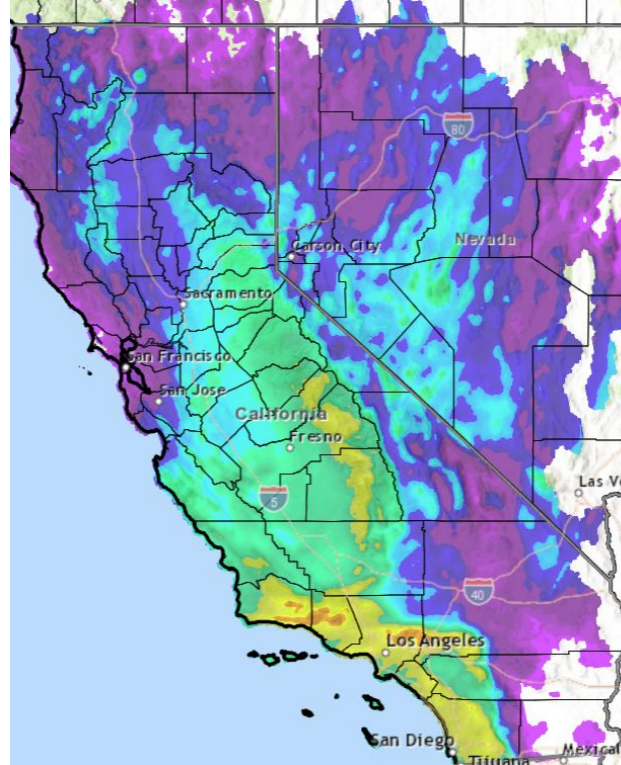 80
Nevada
Carson City
Sacramento
San Francisco
San Jose
California
Fresno
5
Las Ve
40
Los Angeles
San Diego
Tijuana
Mexical